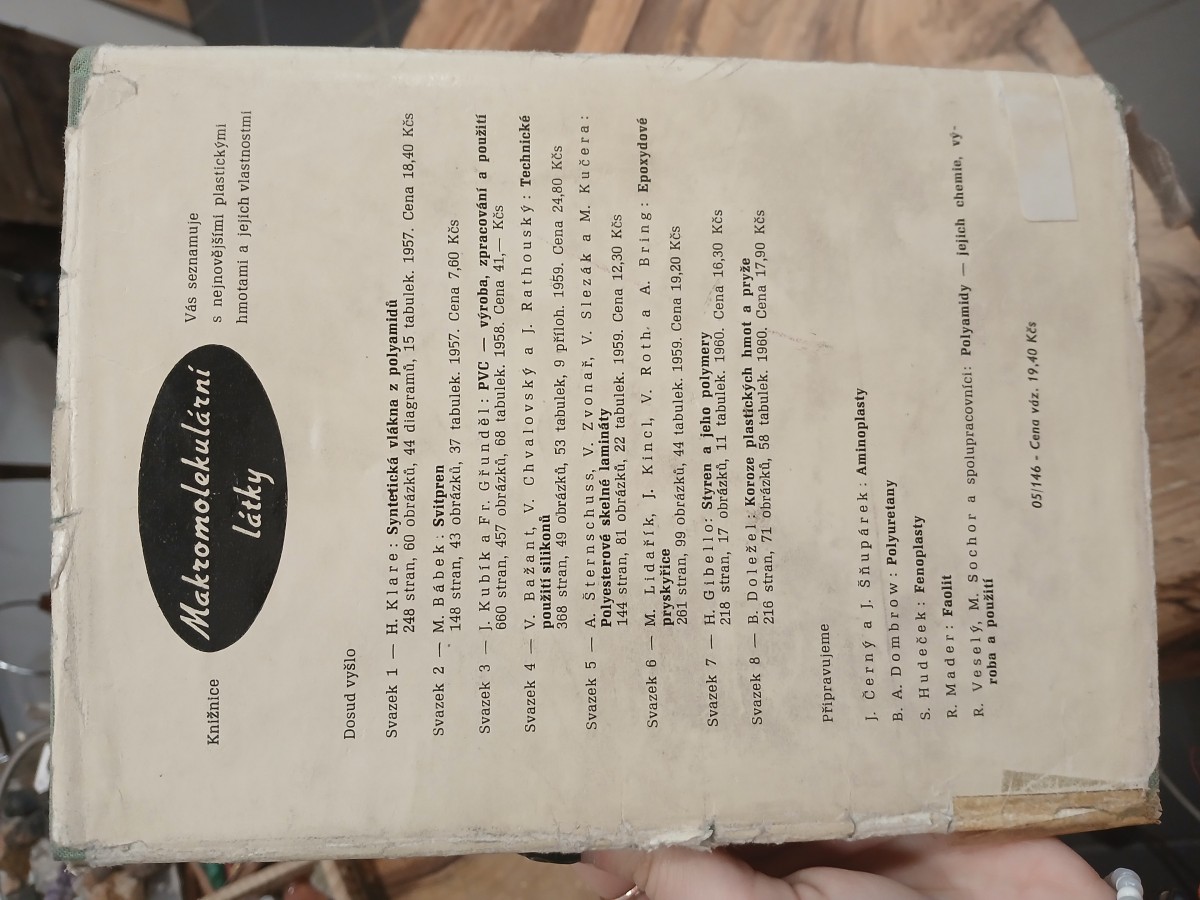 Knižnice
Makromolekulární
látky
Vás seznamuje
s nejnovějšími plastickými
hmotami a jejich vlastnostmi
Dosud vyšlo
Svazek 1 — H. Klare: Syntetická vlákna z polyamidů
248 stran, 60 obrázků, 44 diagramů, 15 tabulek. 1957. Cena 18,40 Kčs
Svazek 2 — M. Bábek: Svitpren
148 stran, 43 obrázků, 37 tabulek. 1957. Cena 7,60 Kčs
Svazek 3 — J. Kubík a Fr. Gřunděl: PVC — výroba, zpracování a použití
660 stran, 457 obrázků, 68 tabulek. 1958. Cena 41,— Kčs
Svazek 4 — V. Bažant, V. Chvalovský a J. Rathouský: Technické
použití silikonů
368 stran, 49 obrázků, 53 tabulek, 9 příloh. 1959. Cena 24,80 Kčs
Svazek 5 — A. Šternschuss, V. Zvonař, V. Slezák a M. Kučera:
Polyesterové skelné lamináty
144 stran, 81 obrázků, 22 tabulek. 1959. Cena 12,30 Kčs
Svazek 6 — M. Lidařík, J. Kincl, V. Roth a A. Bring: Epoxydové
pryskyřice
261 stran, 99 obrázků, 44 tabulek. 1959. Cena 19,20 Kčs
Svazek 7 — H. Gibello: Styren a jeho polymery
218 stran, 17 obrázků, 11 tabulek. 1960. Cena 16,30 Kčs
Svazek 8 — B. Doležel: Koroze plastických hmot a pryže
216 stran, 71 obrázků, 58 tabulek. 1960. Cena 17,90 Kčs
Připravujeme
J. Černý a J. Šňupárek: Aminoplasty
B. A. Dombrow: Polyuretany
S. Hudeček: Fenoplasty
R. Mader: Faolit
R. Veselý, M. Sochor a spolupracovníci: Polyamidy — jejich chemie, vý-
roba a použití
05/146 - Cena váz. 19,40 Kčs